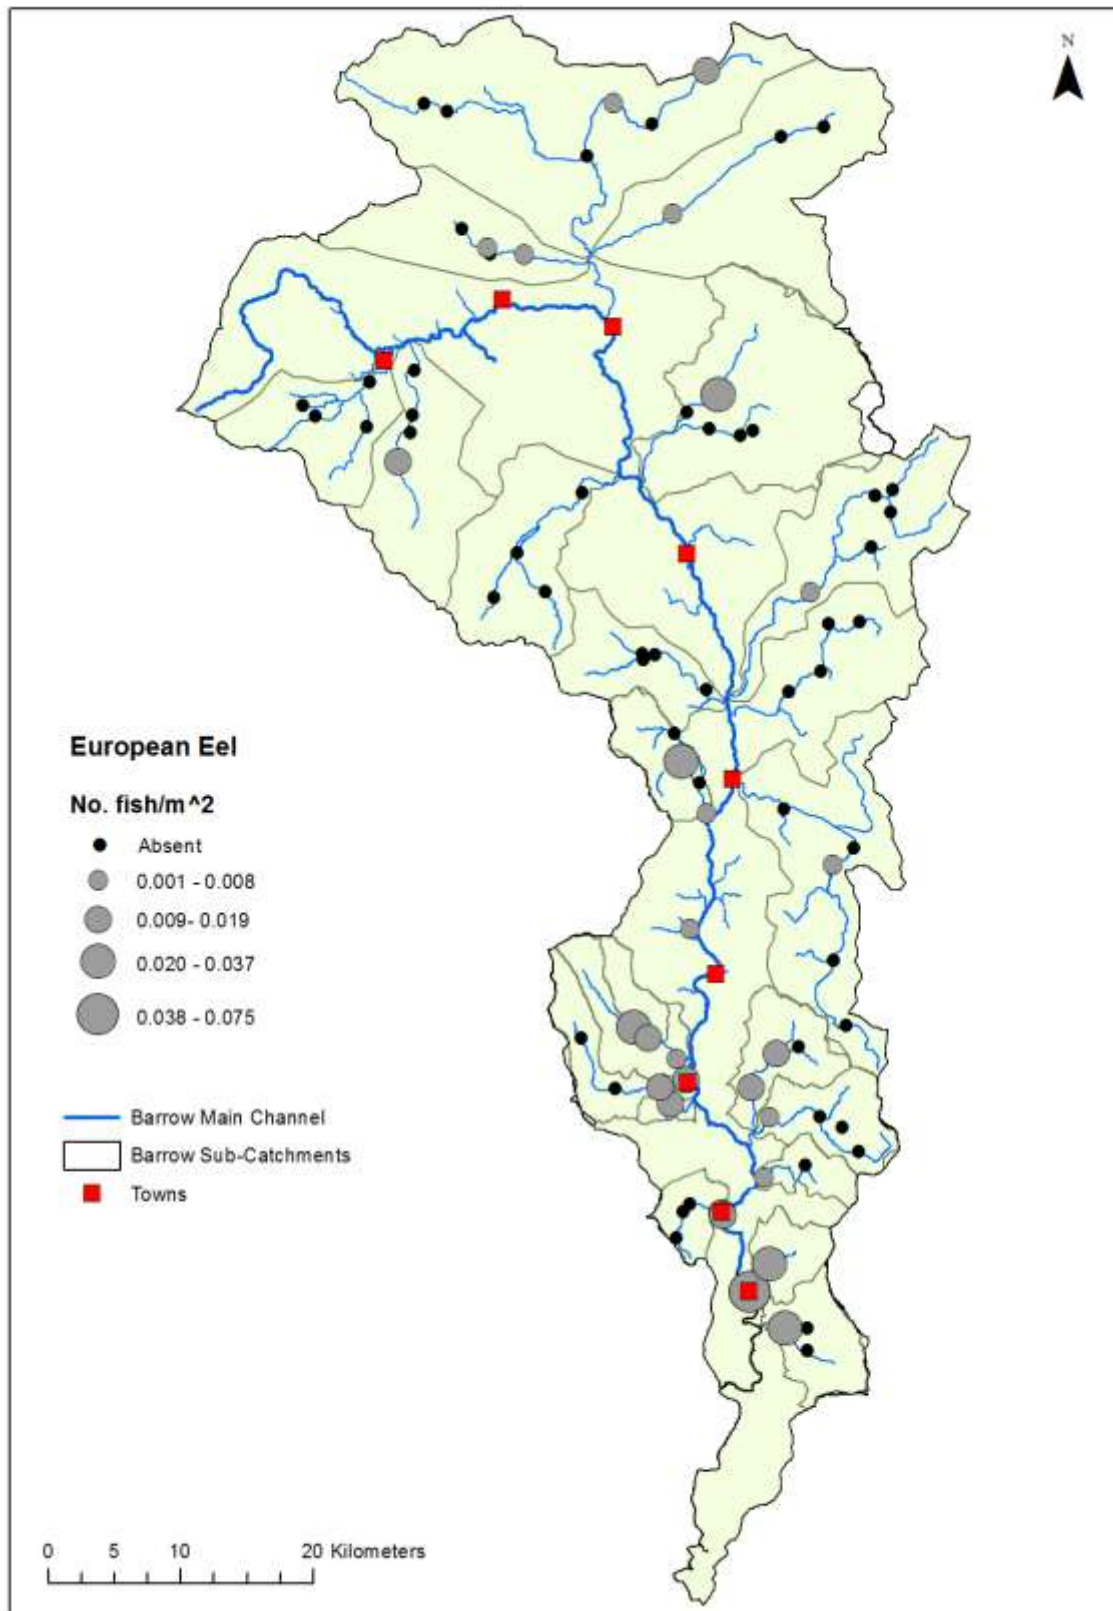 N
European Eel
No. fish/m^2
Absent
0.001 - 0.008
0.009- 0.019
0.020 - 0.037
0.038 - 0.075
Barrow Main Channel
Barrow Sub-Catchments
Towns
0 5 10 20 Kilometers